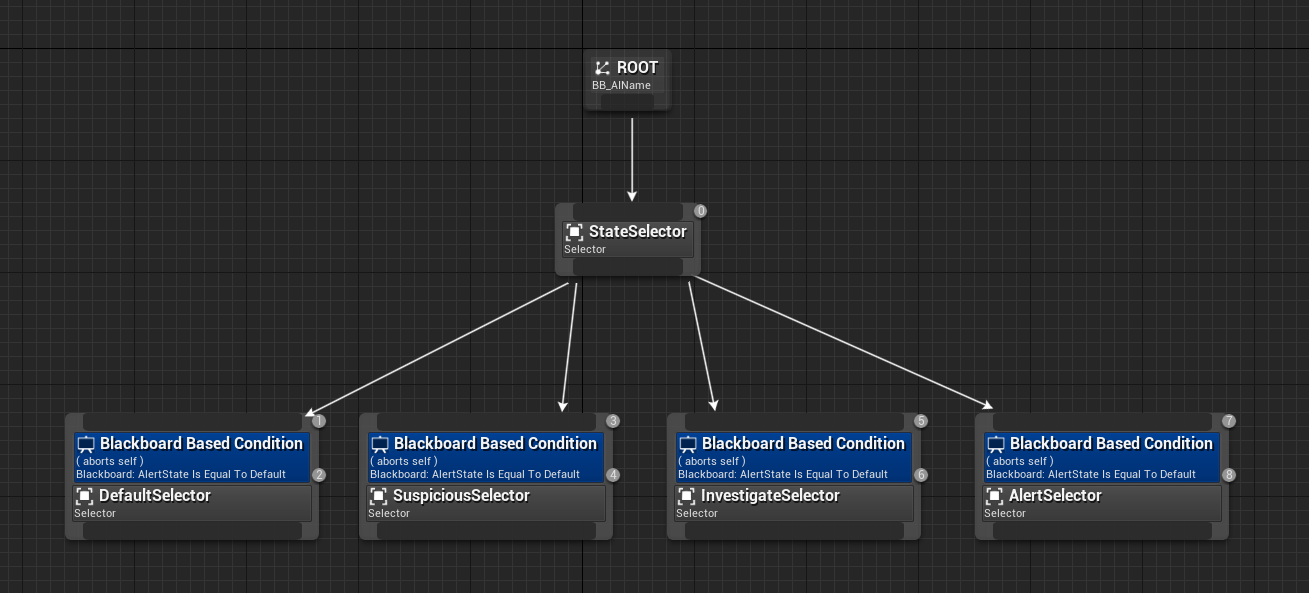 ROOT
BB_AIName
0
StateSelector
Selector
1
Blackboard Based Condition
( aborts self )
Blackboard: AlertState Is Equal To Default
2
DefaultSelector
Selector
3
Blackboard Based Condition
( aborts self )
Blackboard: AlertState Is Equal To Default
4
SuspiciousSelector
Selector
5
Blackboard Based Condition
( aborts self )
Blackboard: AlertState Is Equal To Default
6
InvestigateSelector
Selector
7
Blackboard Based Condition
( aborts self )
Blackboard: AlertState Is Equal To Default
8
AlertSelector
Selector